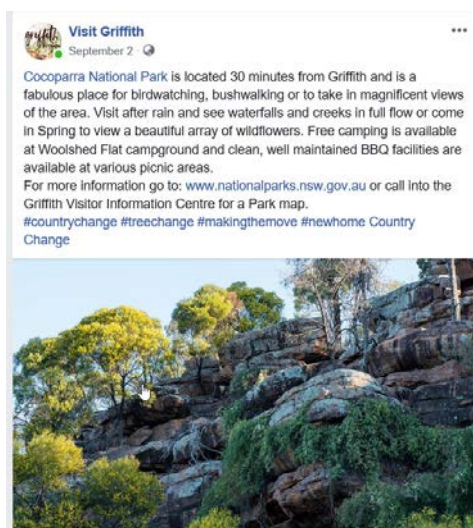 Visit Griffith
September 2 ·
Cocoparra National Park is located 30 minutes from Griffith and is a
fabulous place for birdwatching, bushwalking or to take in magnificent views
of the area. Visit after rain and see waterfalls and creeks in full flow or come
in Spring to view a beautiful array of wildflowers. Free camping is available
at Woolshed Flat campground and clean, well maintained BBQ facilities are
available at various picnic areas.
For more information go to: www.nationalparks.nsw.gov.au or call into the
Griffith Visitor Information Centre for a Park map.
#countrychange #treechange #makingthemove #newhome Country
Change